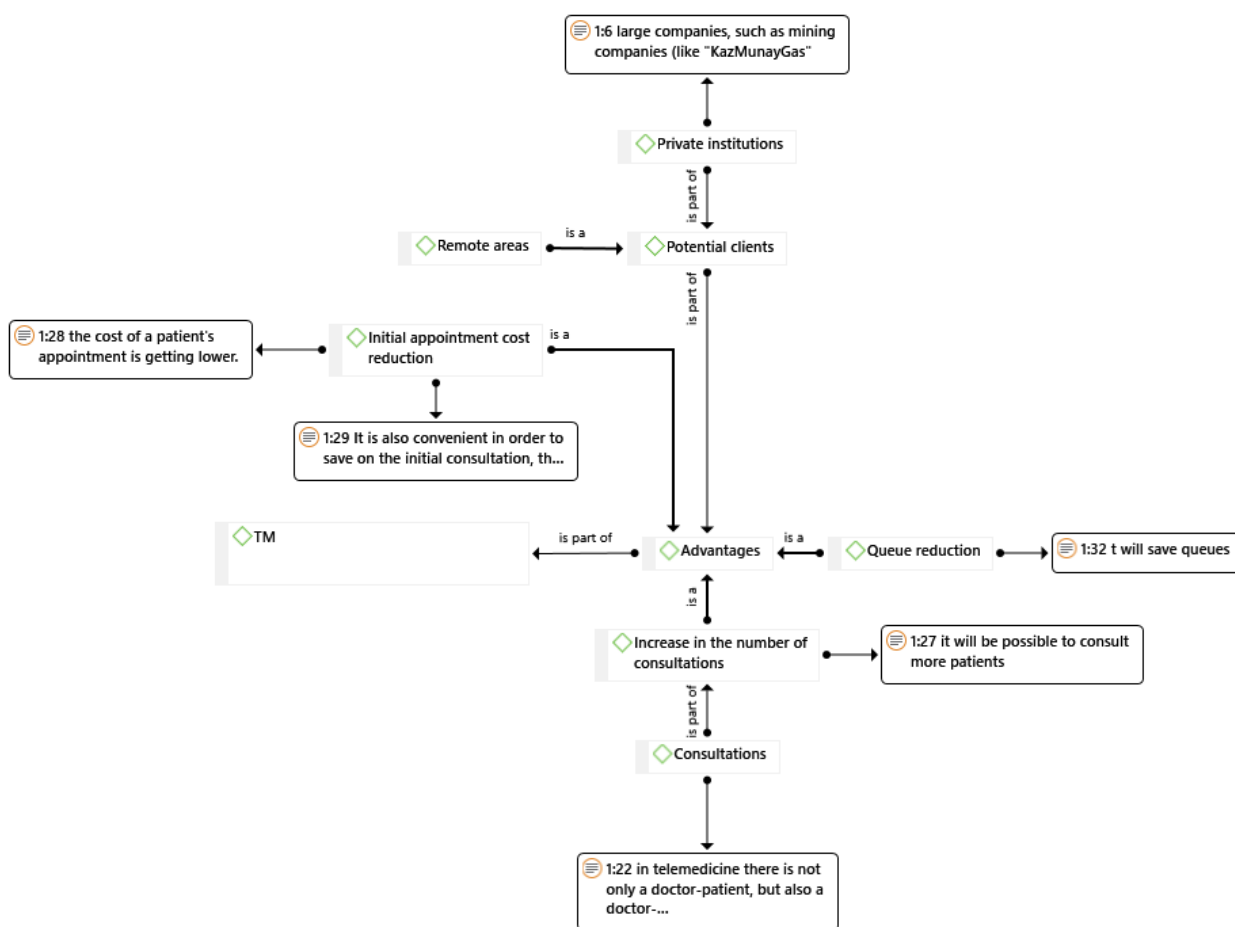 1:6 large companies, such as mining
companies (like "KazMunayGas"
Private institutions
is part of
Remote areas
is a
Potential clients
is part of
1:28 the cost of a patient's
appointment is getting lower.
Initial appointment cost
reduction
is a
1:29 It is also convenient in order to
save on the initial consultation, th...
TM
is part of
Advantages
is a
Queue reduction
1:32 t will save queues
is a
Increase in the number of
consultations
1:27 it will be possible to consult
more patients
is part of
Consultations
1:22 in telemedicine there is not
only a doctor-patient, but also a
doctor-...